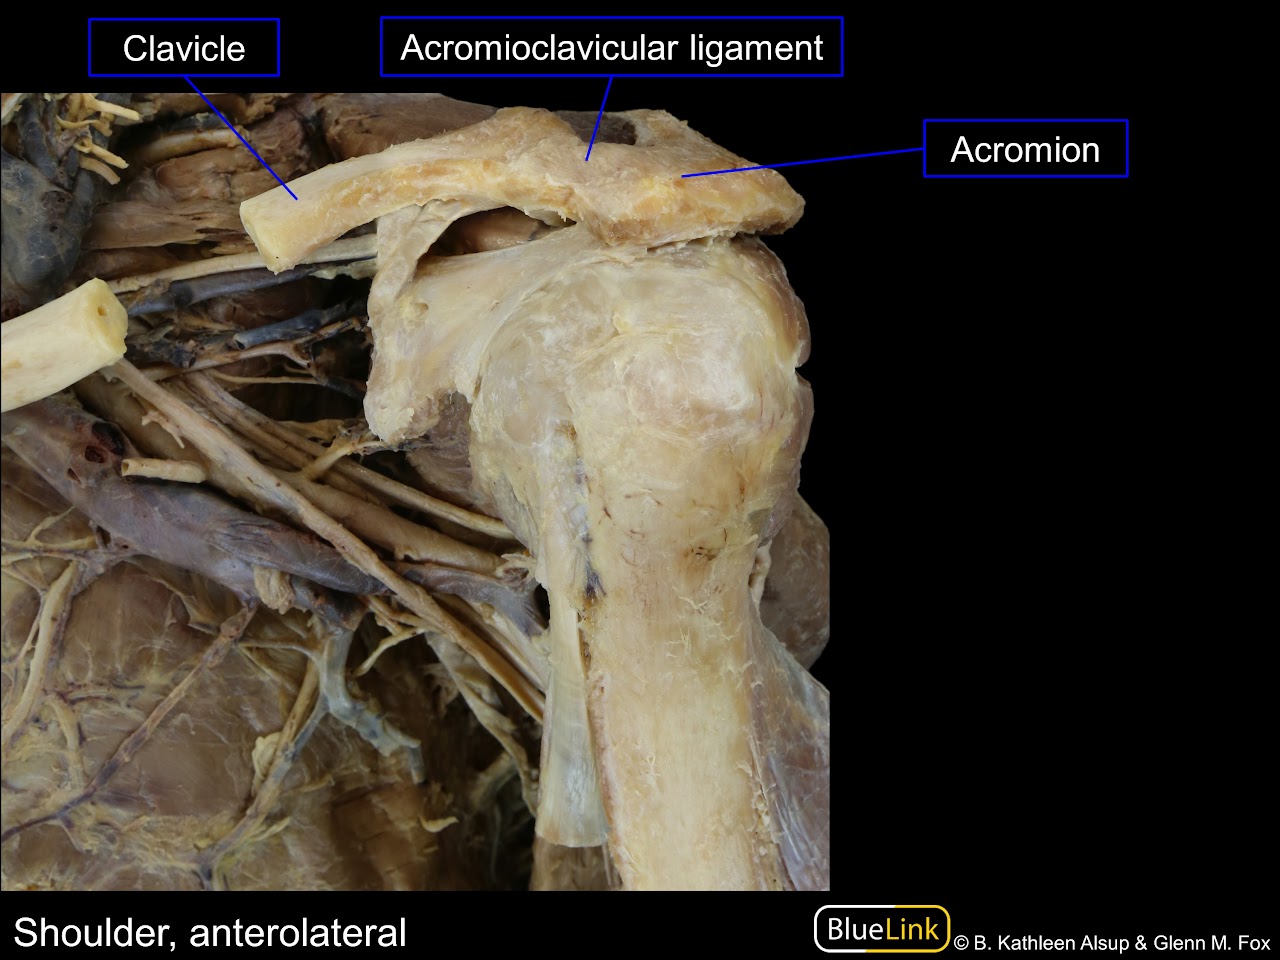 Clavicle
Acromioclavicular ligament
Acromion
Shoulder, anterolateral
BlueLink
© B. Kathleen Alsup & Glenn M. Fox